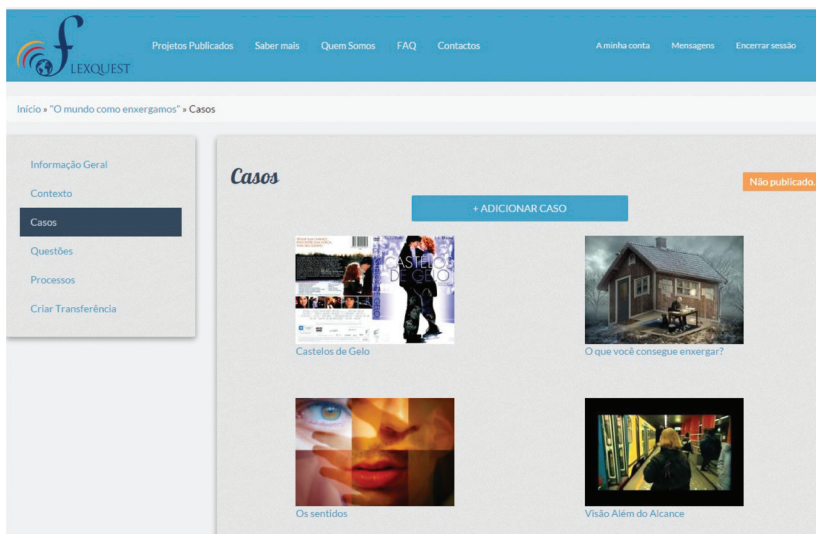 fLEXQUEST
Projetos Publicados Saber mais Quem Somos FAQ Contactos
A minha conta Mensagens Encerrar sessão
Início » "O mundo como enxergamos" » Casos
Informação Geral
Contexto
Casos
Questões
Processos
Criar Transferência
Casos
Não publicado.
+ ADICIONAR CASO
CASTELOS
DE GELO
Castelos de Gelo
O que você consegue enxergar?
Os sentidos
Visão Além do Alcance